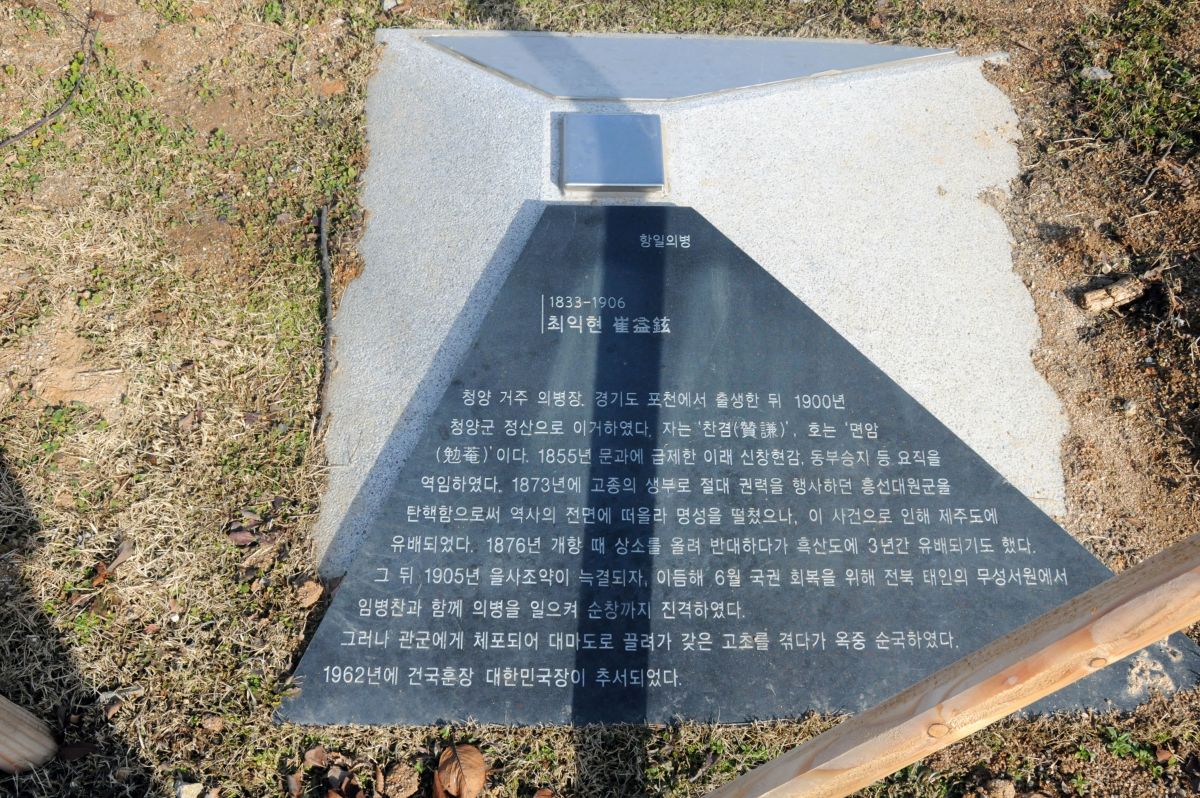 항일의병
1833-1906
최익현 崔益鉉
청양 거주 의병장. 경기도 포천에서 출생한 뒤 1900년
청양군 정산으로 이거하였다. 자는 '찬겸(贊謙)', 호는 '면암
(勉菴)'이다. 1855년 문과에 급제한 이래 신창현감, 동부승지 등 요직을
역임하였다. 1873년에 고종의 생부로 절대 권력을 행사하던 흥선대원군을
탄핵함으로써 역사의 전면에 떠올라 명성을 떨쳤으나, 이 사건으로 인해 제주도에
유배되었다. 1876년 개항 때 상소를 올려 반대하다가 흑산도에 3년간 유배되기도 했다.
그 뒤 1905년 을사조약이 늑결되자, 이듬해 6월 국권 회복을 위해 전북 태인의 무성서원에서
임병찬과 함께 의병을 일으켜 순창까지 진격하였다.
그러나 관군에게 체포되어 대마도로 끌려가 갖은 고초를 겪다가 옥중 순국하였다.
1962년에 건국훈장 대한민국장이 추서되었다.